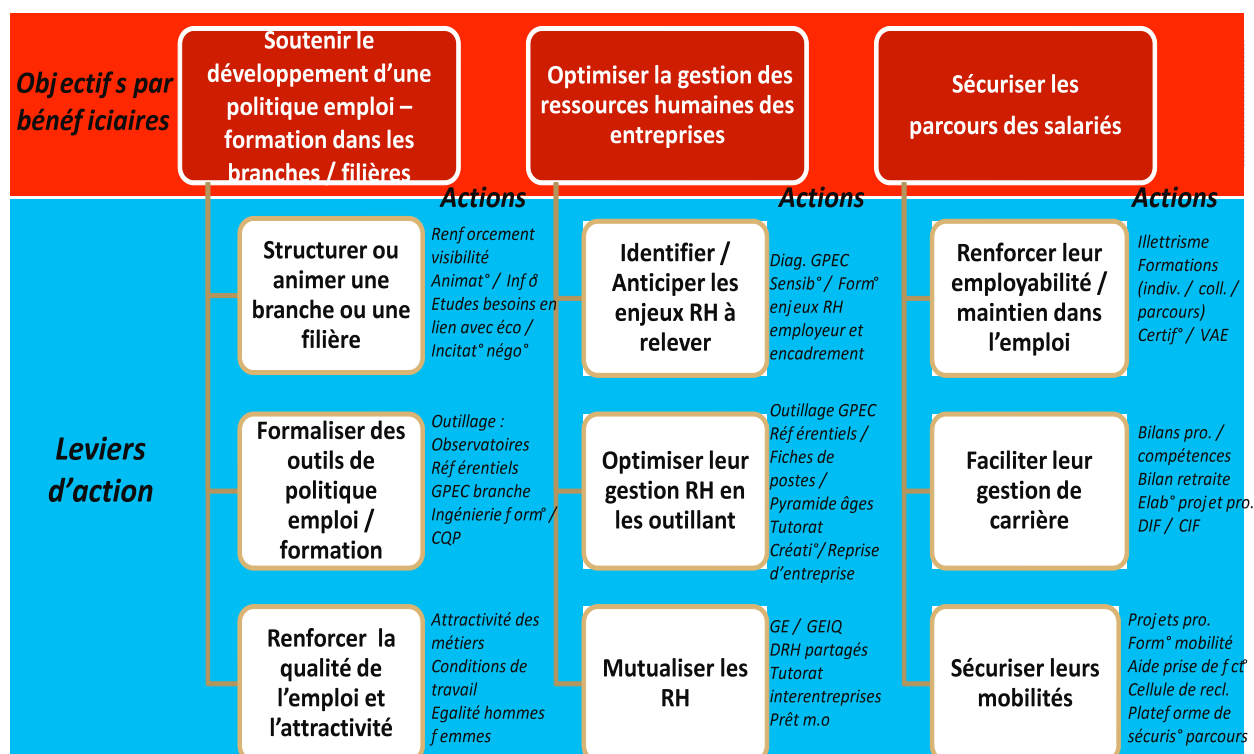 Objectifs par
bénéficiaires
Soutenir le
développement d'une
politique emploi –
formation dans les
branches / filières
Optimiser la gestion des
ressources humaines des
entreprises
Sécuriser les
parcours des salariés
Actions
Actions
Actions
Leviers
d'action
Structurer ou
animer une
branche ou une
filière
Renforcement
visibilité
Animat° / Info°
Etudes besoins en
lien avec éco /
Incitat° négo°
Identifier /
Anticiper les
enjeux RH à
relever
Diag. GPEC
Sensib° / Form°
enjeux RH
employeur et
encadrement
Renforcer leur
employabilité /
maintien dans
l'emploi
Illettrisme
Formations
(indiv. / coll. /
parcours)
Certif° / VAE
Formaliser des
outils de
politique
emploi /
formation
Outillage :
Observatoires
Référentiels
GPEC branche
Ingénierie form° /
CQP
Optimiser leur
gestion RH en
les outillant
Outillage GPEC
Référentiels /
Fiches de
postes /
Pyramide âges
Tutorat
Créati°/ Reprise
d'entreprise
Faciliter leur
gestion de
carrière
Bilans pro. /
compétences
Bilan retraite
Elab° projet pro.
DIF / CIF
Renforcer la
qualité de
l'emploi et
l'attractivité
Attractivité des
métiers
Conditions de
travail
Egalité hommes
femmes
Mutualiser les
RH
GE / GEIQ
DRH partagés
Tutorat
interentreprises
Prêt m.o
Sécuriser leurs
mobilités
Projets pro.
Form° mobilité
Aide prise de fct°
Cellule de recl.
Plateforme de
sécuris° parcours